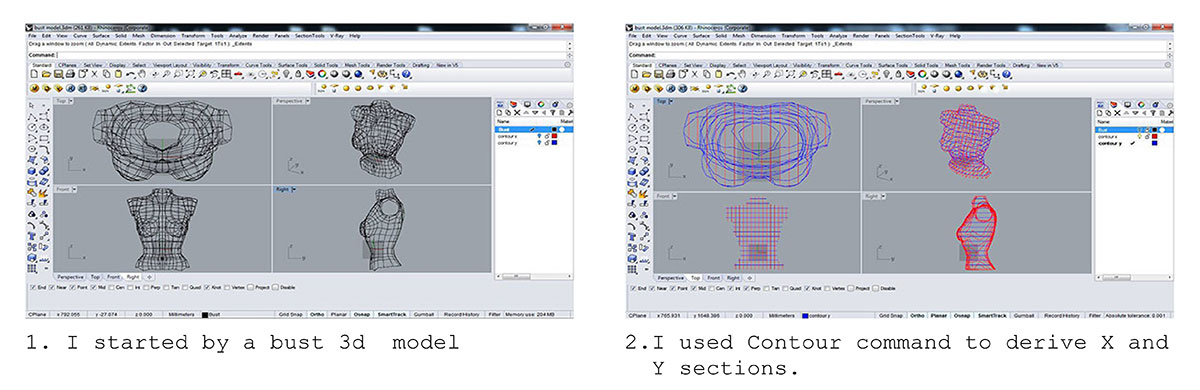 bust model.3dm (261 KB) - Rhinoceros (Corporate)
File Edit View Curve Surface Solid Mesh Dimension Transform Tools Analyze Render Panels SectionTools V-Ray Help
Drag a window to zoom ( All Dynamic Extents Factor In Out Selected Target 1To1 ): _Extents
Command:
Standard CPlanes Set View Display Select Viewport Layout Visibility Transform Curve Tools Surface Tools Solid Tools Mesh Tools Render Tools Drafting New in V5
Top
Perspective
Name Materi
Bust
contour x
contour y
Front
Right
Perspective Top Front Right
End Near Point Mid Cen Int Perp Tan Quad Knot Vertex Project Disable
CPlane x 792.055 y -27.074 z 0.000 Millimeters Bust Grid Snap Ortho Planar Osnap SmartTrack Gumball Record History Filter Memory use: 204 MB
1. I started by a bust 3d model
bust model.3dm (306 KB) - Rhinoceros (Corporate)
File Edit View Curve Surface Solid Mesh Dimension Transform Tools Analyze Render Panels SectionTools V-Ray Help
Drag a window to zoom ( All Dynamic Extents Factor In Out Selected Target 1To1 ): _Extents
Command:
Standard CPlanes Set View Display Select Viewport Layout Visibility Transform Curve Tools Surface Tools Solid Tools Mesh Tools Render Tools Drafting New in V5
Top
Perspective
Name Materi
Bust
contour x
contour y
Front
Right
Perspective Top Front Right
End Near Point Mid Cen Int Perp Tan Quad Knot Vertex Project Disable
CPlane x 765.831 y 1048.386 z 0.000 Millimeters contour y Grid Snap Ortho Planar Osnap SmartTrack Gumball Record History Filter Absolute tolerance: 0.001
2.I used Contour command to derive X and
Y sections.